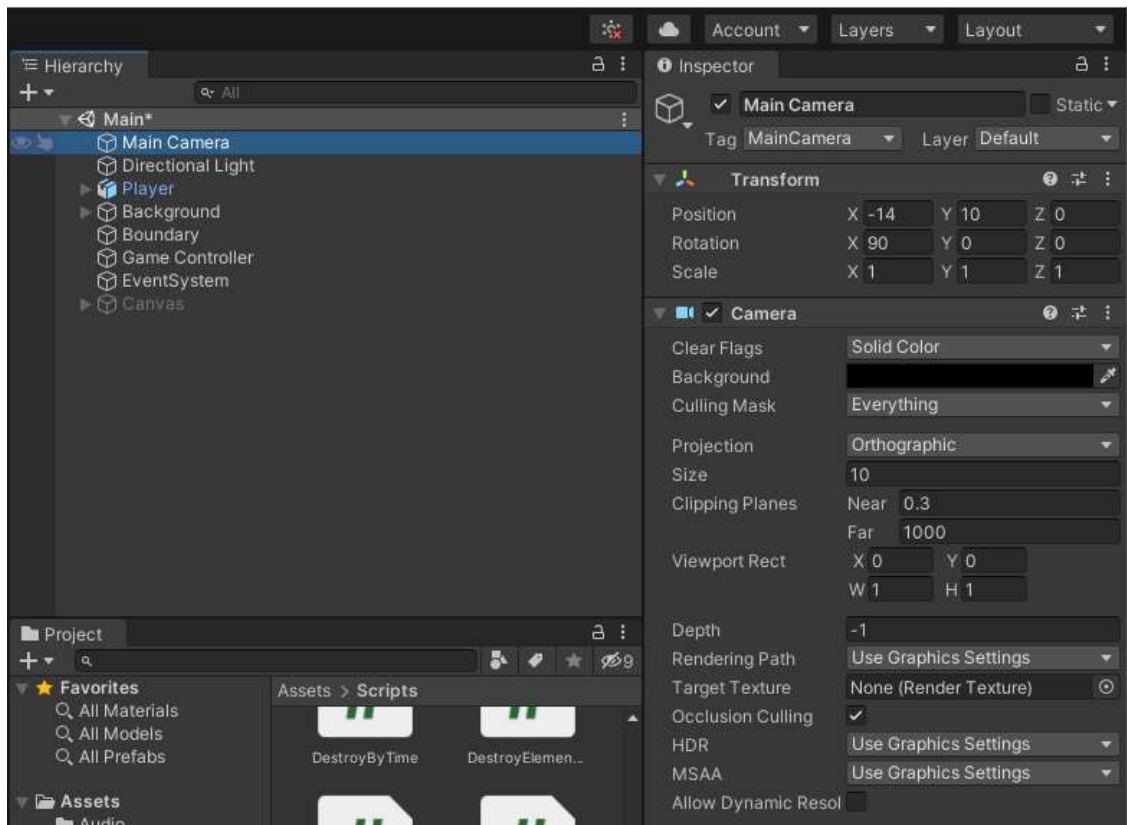 Account Layers Layout
Hierarchy
All
Main*
Main Camera
Directional Light
Player
Background
Boundary
Game Controller
EventSystem
Canvas
Project
9
Favorites
All Materials
All Models
All Prefabs
Assets
Audio
Assets > Scripts
DestroyByTime DestroyElemen...
Inspector
Main Camera Static
Tag MainCamera Layer Default
Transform
Position X -14 Y 10 Z 0
Rotation X 90 Y 0 Z 0
Scale X 1 Y 1 Z 1
Camera
Clear Flags Solid Color
Background
Culling Mask Everything
Projection Orthographic
Size 10
Clipping Planes Near 0.3
Far 1000
Viewport Rect X 0 Y 0
W 1 H 1
Depth -1
Rendering Path Use Graphics Settings
Target Texture None (Render Texture)
Occlusion Culling
HDR Use Graphics Settings
MSAA Use Graphics Settings
Allow Dynamic Resol